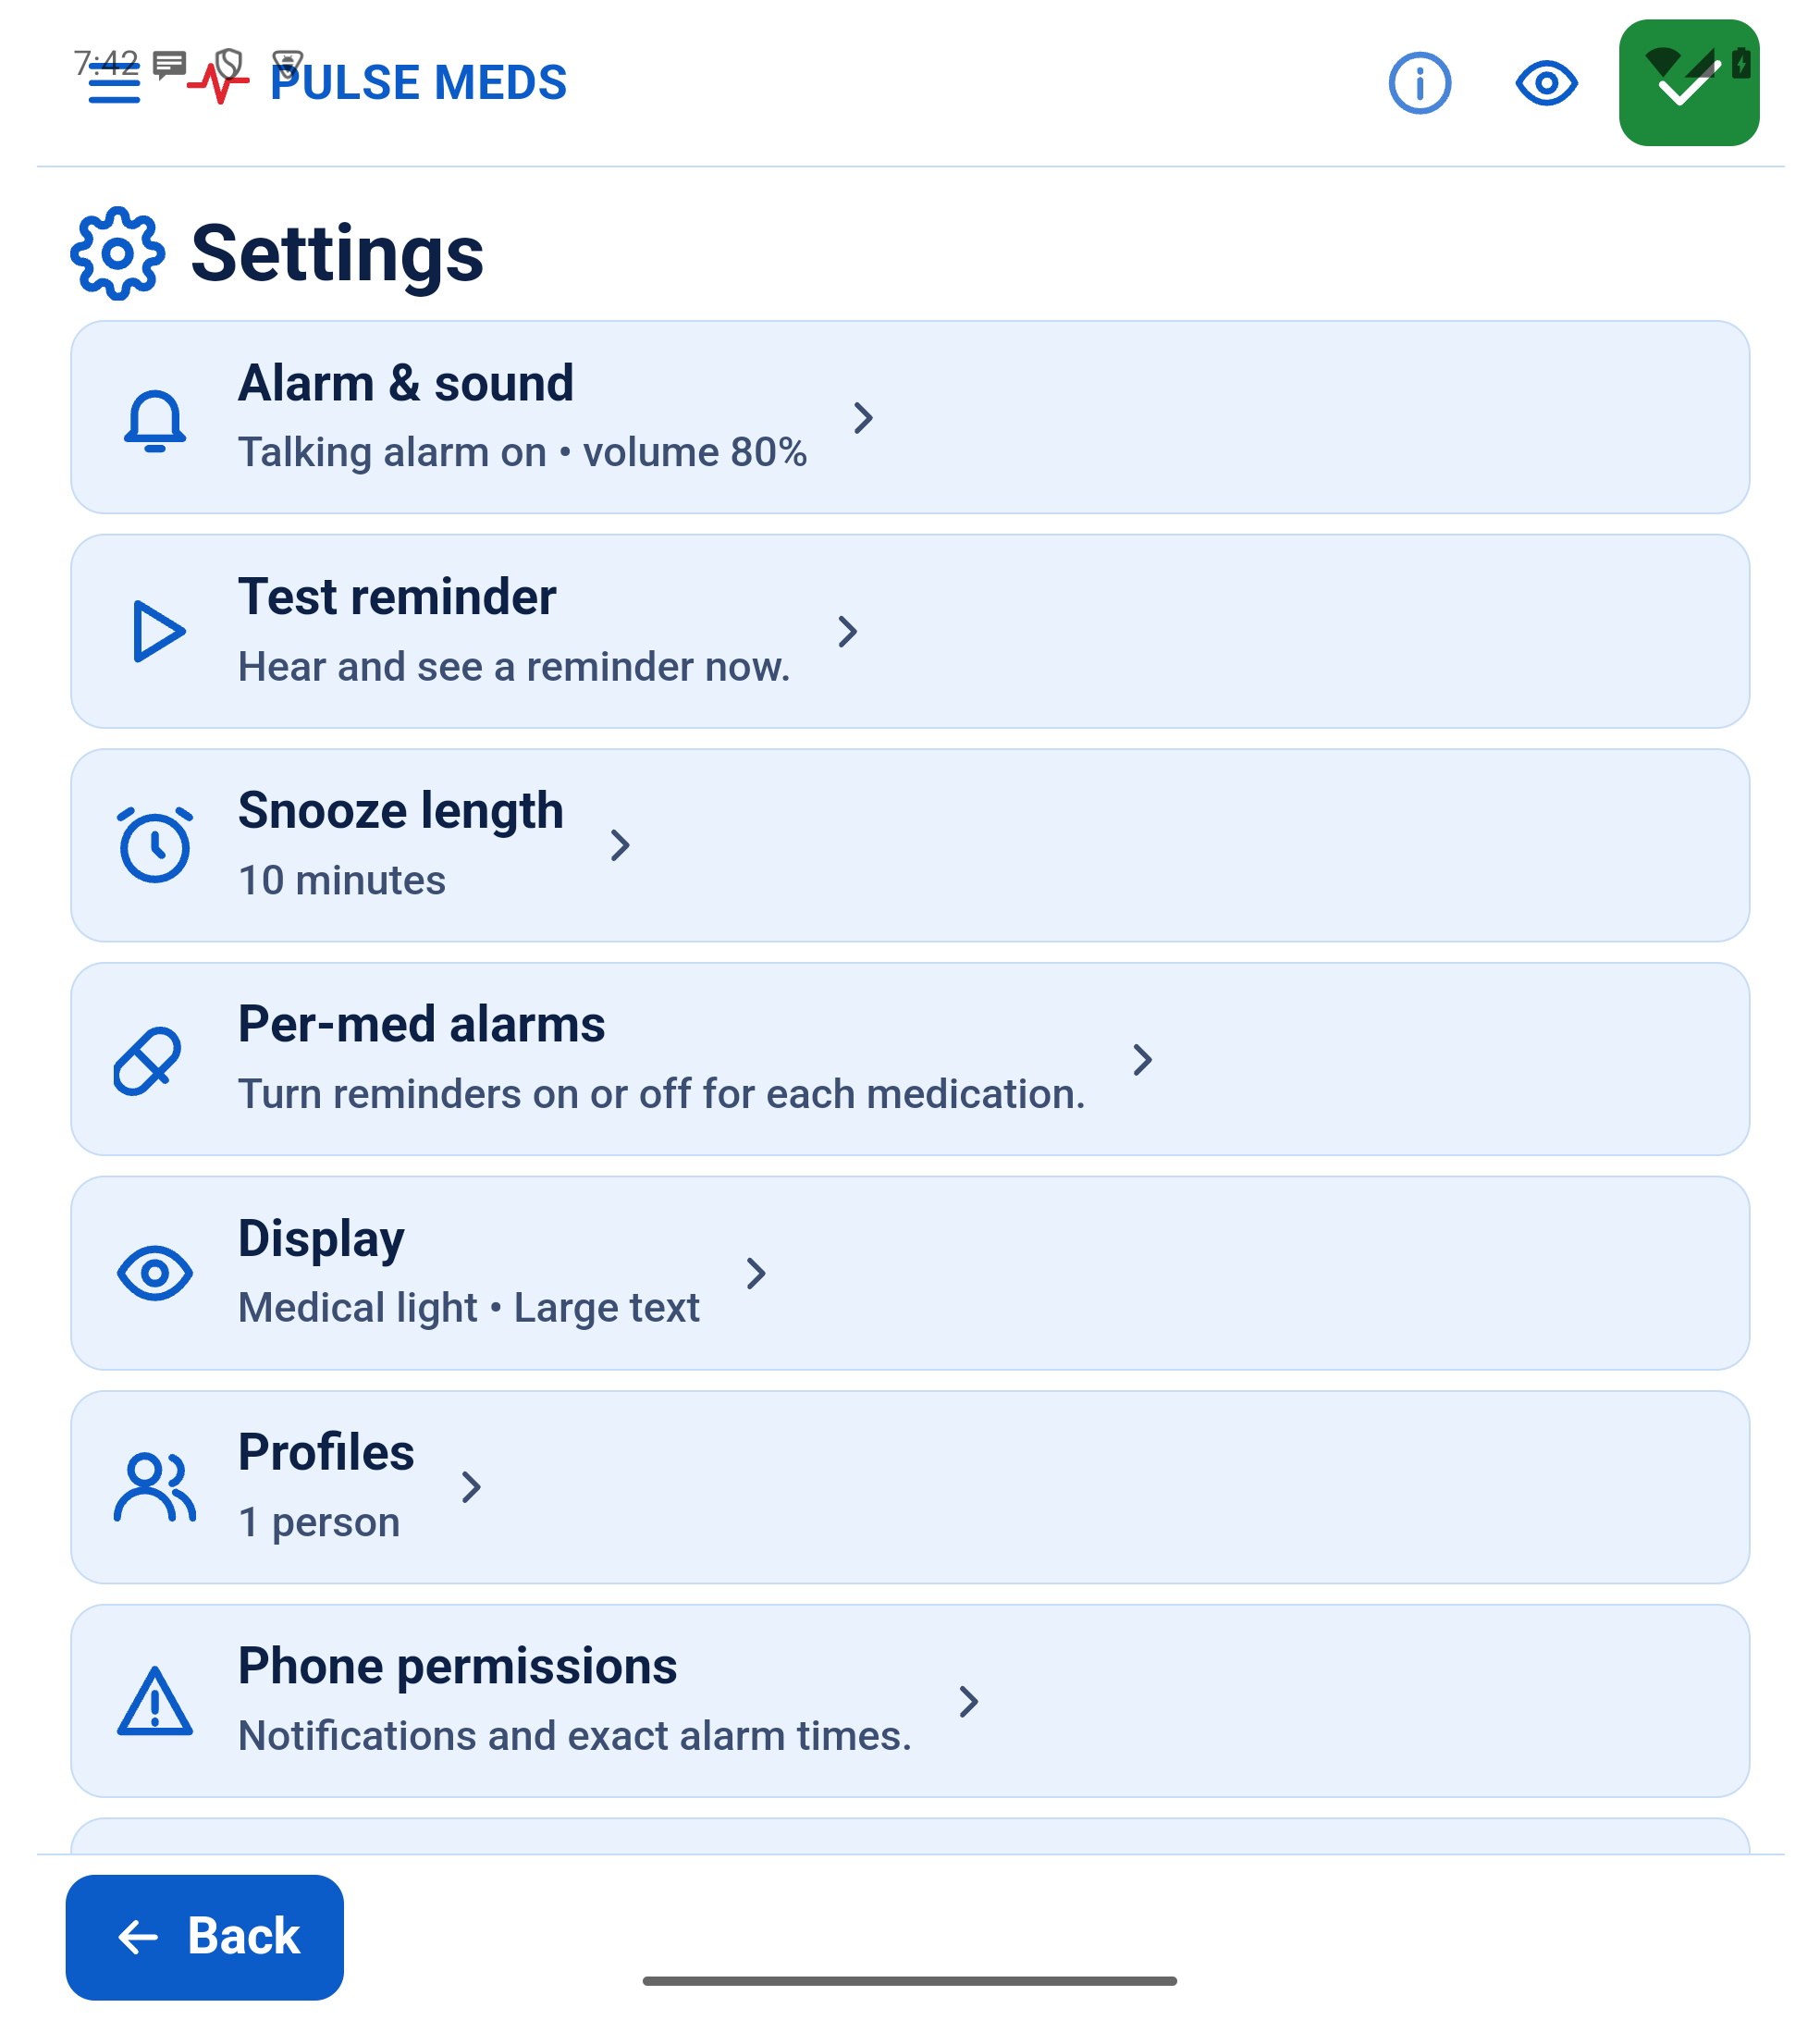 7:42
PULSE MEDS
Settings
Alarm & sound
Talking alarm on • volume 80%
Test reminder
Hear and see a reminder now.
Snooze length
10 minutes
Per-med alarms
Turn reminders on or off for each medication.
Display
Medical light • Large text
Profiles
1 person
Phone permissions
Notifications and exact alarm times.
Back